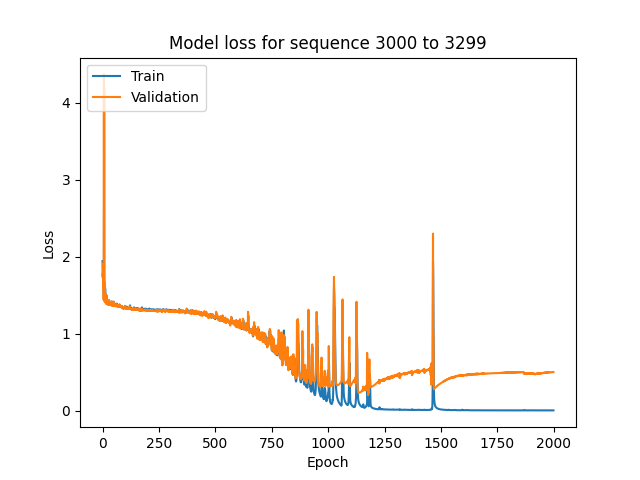 Model loss for sequence 3000 to 3299
Train
Validation
4
3
2
1
0
Loss
0 250 500 750 1000 1250 1500 1750 2000
Epoch